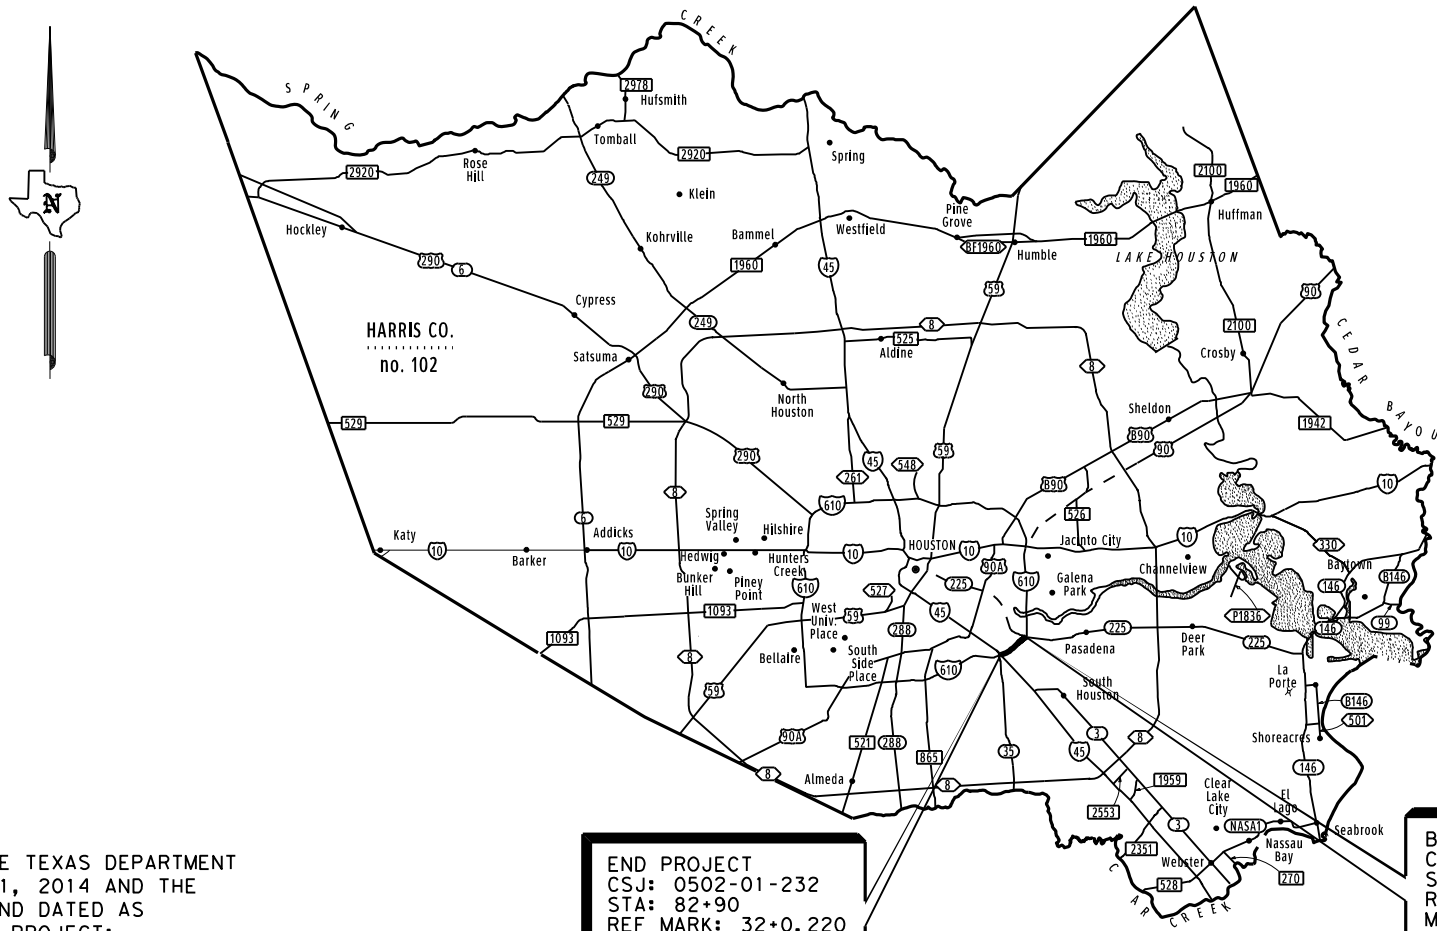 CREEK
SPRING
2978
Hufsmith
Tomball
Rose
Hill
2920
2920
Spring
249
Klein
2100
1960
Huffman
Pine
Grove
Hockley
Kohrville
Bammel
Westfield
BF1960
Humble
1960
LAKE HOUSTON
290
6
1960
45
59
90
Cypress
249
8
2100
CEDAR BAYOU
HARRIS CO.
no. 102
Satsuma
525
Aldine
8
Crosby
290
North
Houston
529
529
Sheldon
1942
B90
90
290
45
548
59
261
B90
10
8
610
526
Spring
Valley
Hilshire
6
Addicks
Katy
10
Barker
10
Hedwig
Hunters
Creek
10
HOUSTON
10
Jacinto City
10
330
Channelview
Baytown
Bunker
Hill
Piney
Point
610
527
90A
225
610
Galena
Park
146
B146
1093
West
Univ.
Place
59
45
P1836
99
1093
288
225
146
Deer
Park
225
Pasadena
8
Bellaire
South
Side
Place
610
La
Porte
59
South
Houston
B146
501
90A
521
288
865
35
45
3
8
Shoreacres
146
8
Almeda
8
1959
Clear
Lake
City
El
Lago
2553
3
NASA1
Seabrook
2351
Nassau
Bay
Webster
270
528
C
AR CREEK
E TEXAS DEPARTMENT
1, 2014 AND THE
ND DATED AS
PROJECT:
END PROJECT
CSJ: 0502-01-232
STA: 82+90
REF MARK: 32+0.220
B
C
S
R
M
N